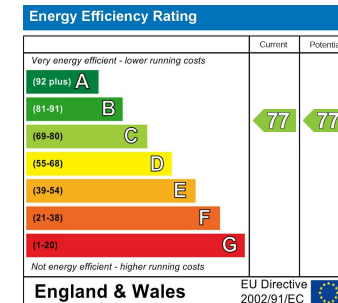 Energy Efficiency Rating
Current Potentia
Very energy efficient - lower running costs
(92 plus) A
(81-91) B
(69-80) C
77 77
(55-68) D
(39-54) E
(21-38) F
(1-20) G
Not energy efficient - higher running costs
England & Wales
EU Directive
2002/91/EC